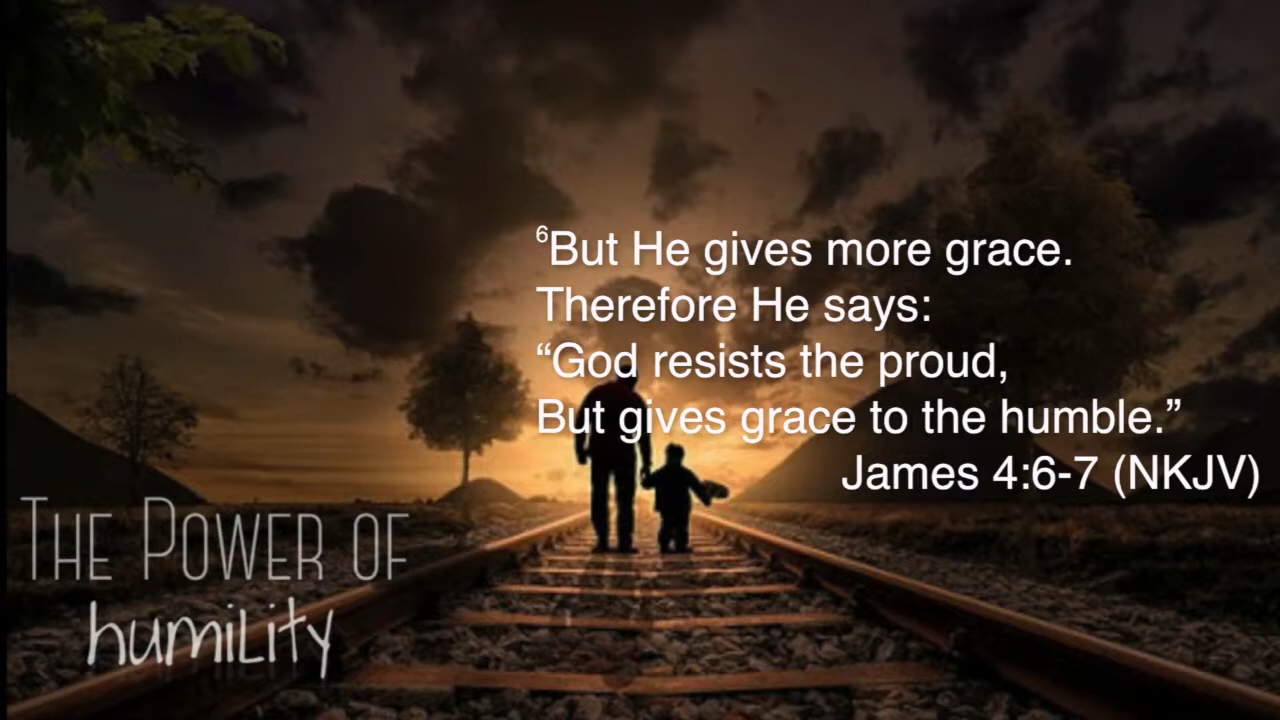 ⁶But He gives more grace.
Therefore He says:
“God resists the proud,
But gives grace to the humble.”
James 4:6-7 (NKJV)
The Power of
humiLity